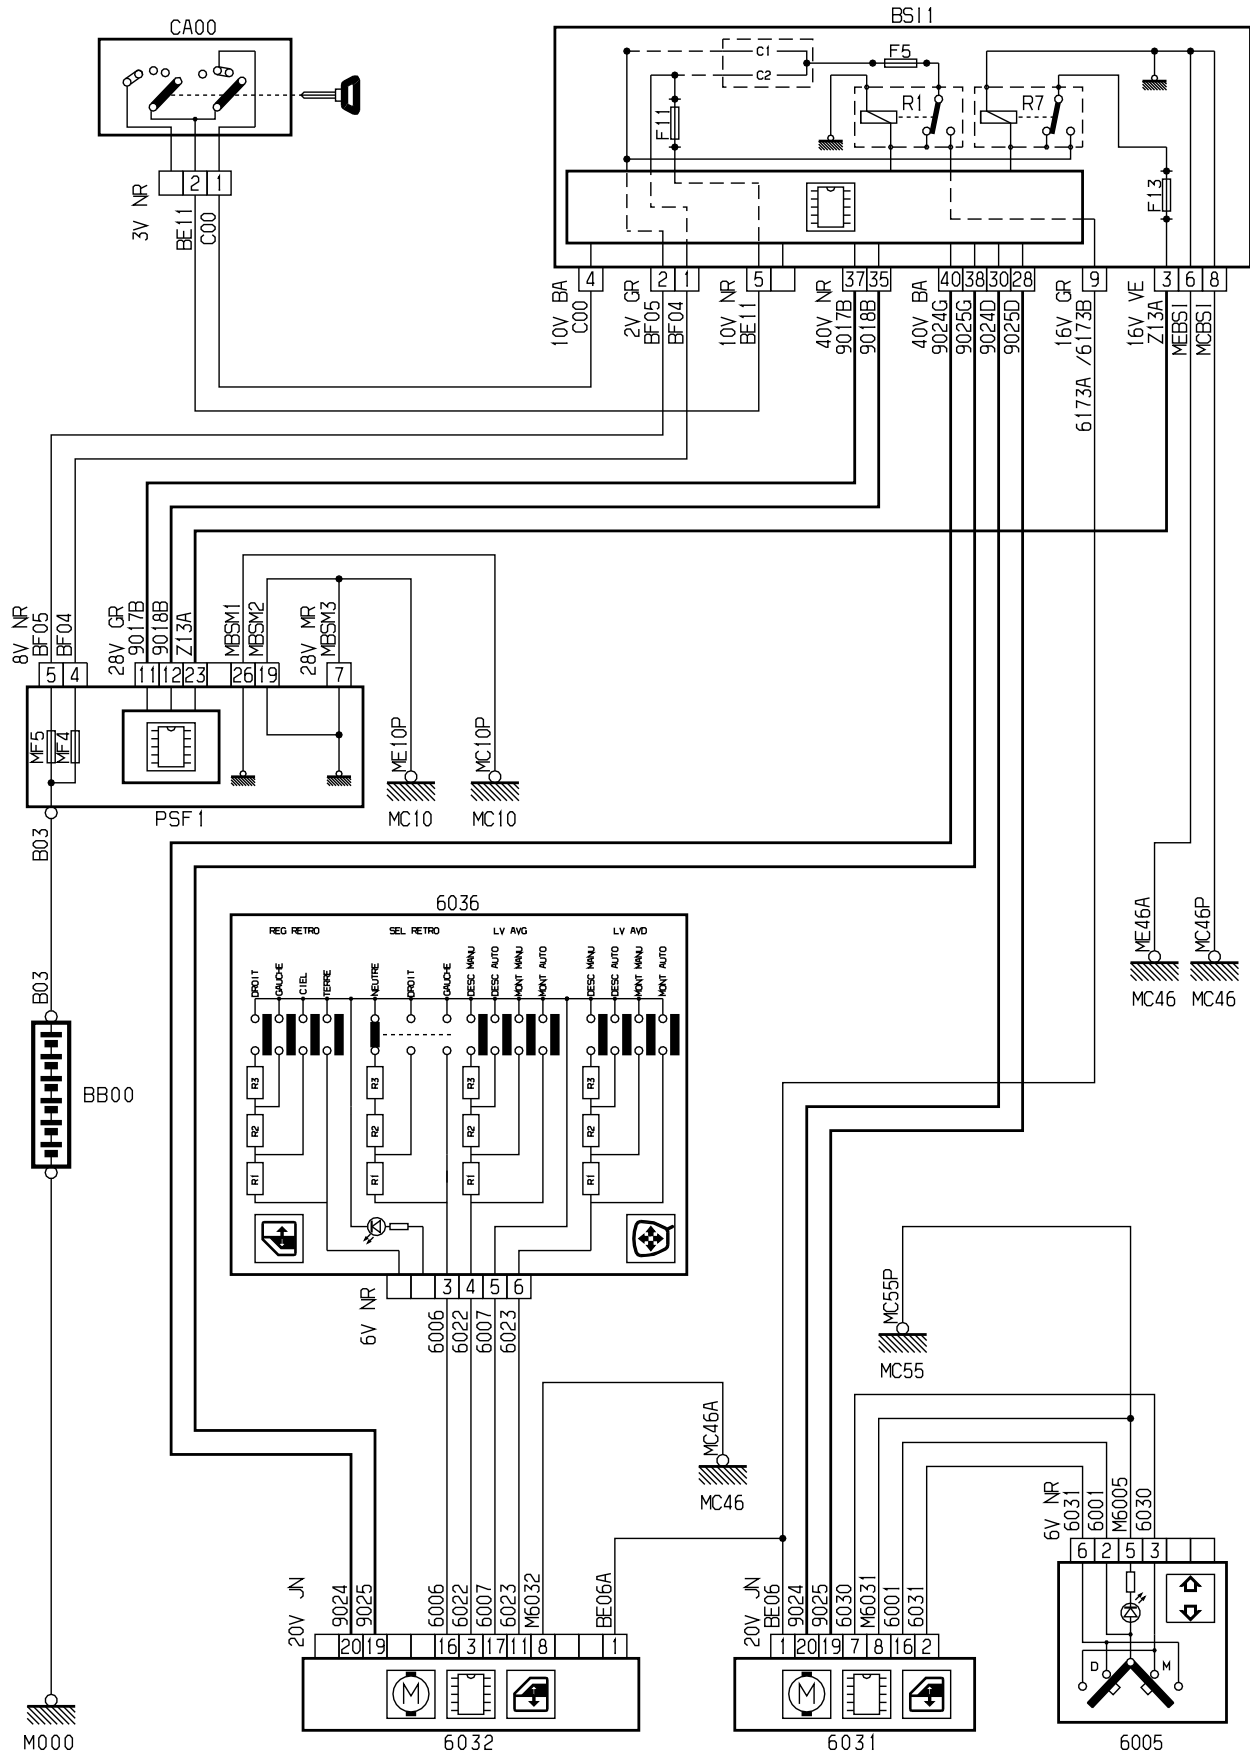 CA00
BSI1
C1
C2
F5
F11
R1
R7
F13
2 1
3V NR
BE11
C00
4 2 1 5 37 35 40 38 30 28 9 3 6 8
10V BA
C00
2V GR
BF05
BF04
10V NR
BE11
40V NR
9017B
9018B
40V BA
9024G
9025G
9024D
9025D
16V GR
6173A /6173B
16V VE
Z13A
MEBSI
MCBSI
8V NR
BF05
BF04
28V GR
9017B
9018B
Z13A
MBSM1
MBSM2
28V MR
MBSM3
5 4 11 12 23 26 19 7
MF5
MF4
PSF1
ME10P
MC10P
MC10
MC10
B03
B03
BB00
M000
ME46A
MC46P
MC46
MC46
6036
REG RETRO
SEL RETRO
LV AVG
LV AVD
DROIT
GAUCHE
CIEL
TERRE
NEUTRE
DROIT
GAUCHE
DESC MANU
DESC AUTO
MONT MANU
MONT AUTO
DESC MANU
DESC AUTO
MONT MANU
MONT AUTO
R3 R3 R3 R3
R2 R2 R2 R2
R1 R1 R1 R1
3 4 5 6
6V NR
6006
6022
6007
6023
MC55P
MC55
MC46A
MC46
20V JN
9024
9025
6006
6022
6007
6023
M6032
BE06A
20 19 16 3 17 11 8 1
M
6032
20V JN
BE06
9024
9025
6030
M6031
6001
6031
1 20 19 7 8 16 2
M
6031
6V NR
6031
6001
M6005
6030
6 2 5 3
D M
6005